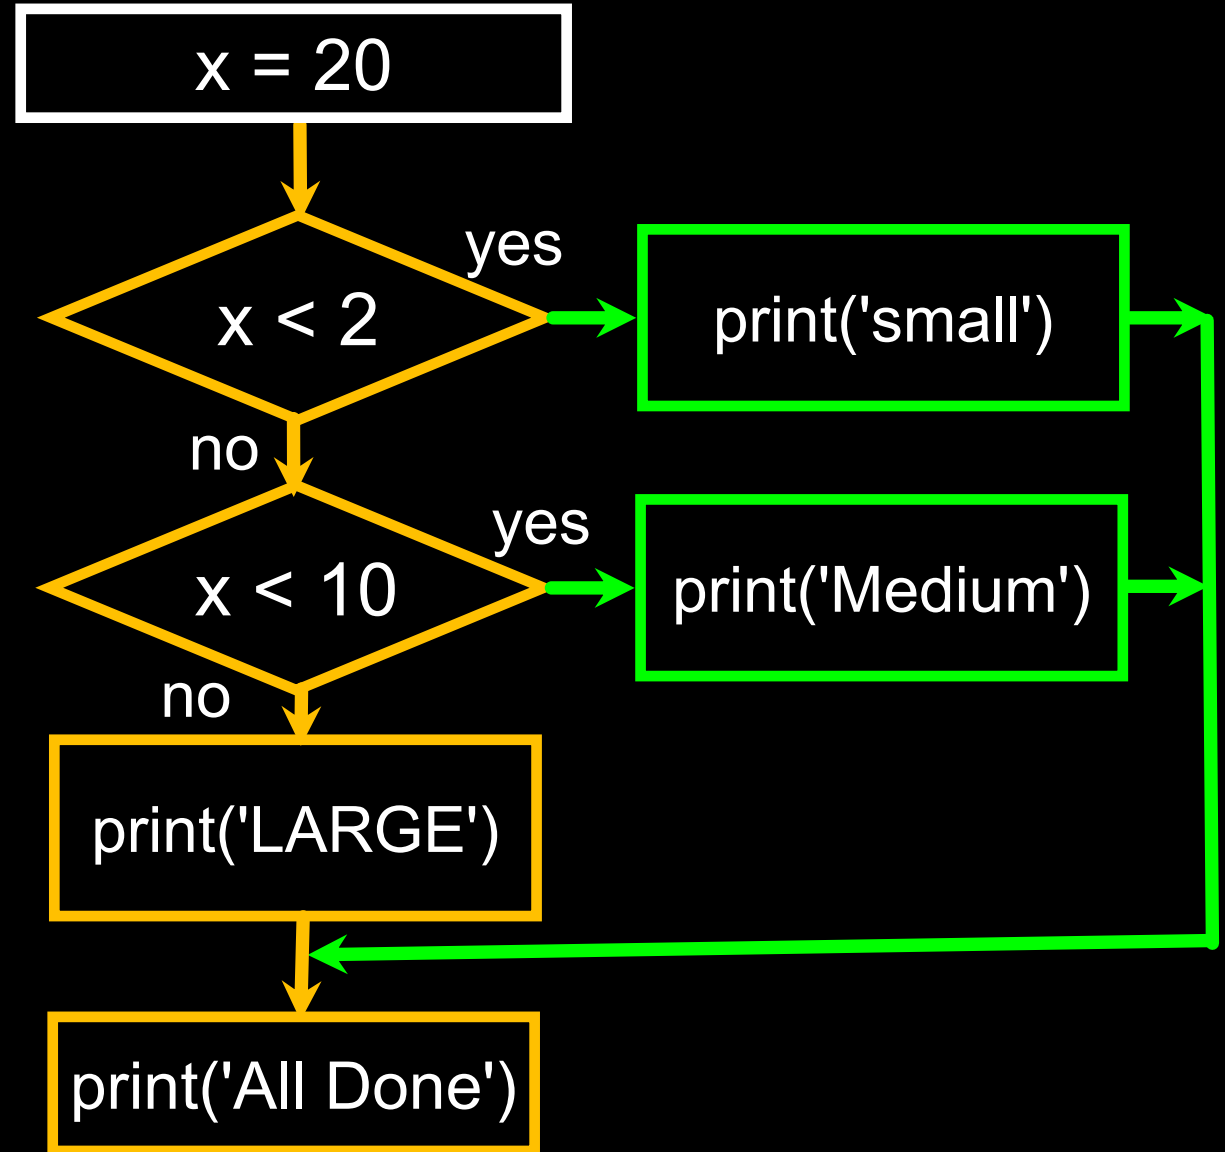 x = 20
yes
x < 2
print('small')
no
yes
x < 10
print('Medium')
no
print('LARGE')
print('All Done')